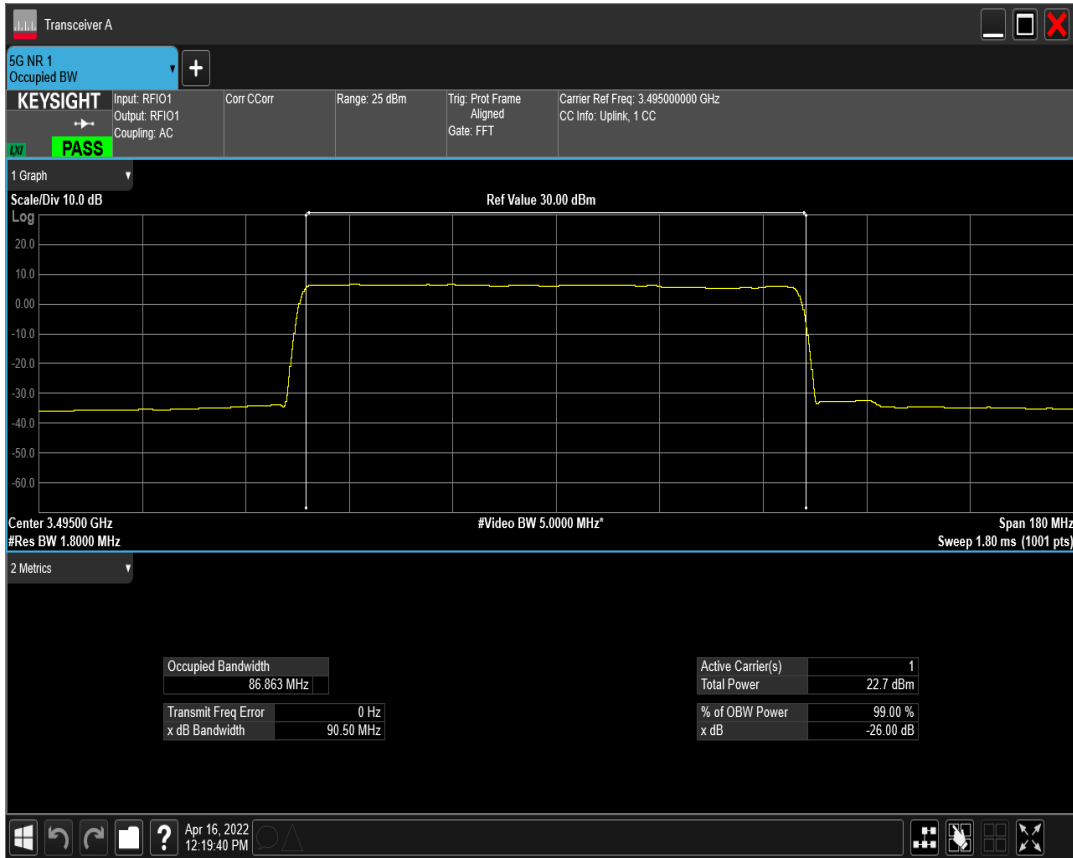 Transceiver A
5G NR 1
Occupied BW
KEYSIGHT
LXI
PASS
Input: RFIO1
Output: RFIO1
Coupling: AC
Corr CCorr
Range: 25 dBm
Trig: Prot Frame
Aligned
Gate: FFT
Carrier Ref Freq: 3.495000000 GHz
CC Info: Uplink, 1 CC
1 Graph
Scale/Div 10.0 dB
Ref Value 30.00 dBm
Log
20.0
10.0
0.00
-10.0
-20.0
-30.0
-40.0
-50.0
-60.0
Center 3.49500 GHz
#Video BW 5.0000 MHz*
Span 180 MHz
#Res BW 1.8000 MHz
Sweep 1.80 ms (1001 pts)
2 Metrics
Occupied Bandwidth
86.863 MHz
Transmit Freq Error 0 Hz
x dB Bandwidth 90.50 MHz
Active Carrier(s) 1
Total Power 22.7 dBm
% of OBW Power 99.00 %
x dB -26.00 dB
?
Apr 16, 2022
12:19:40 PM